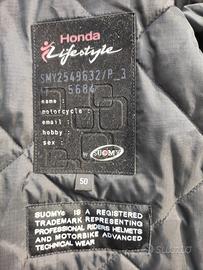 Honda
Lifestyle
SMY2549632/P_3
5684
name :
motorcycle :
email :
hobby :
sex :
SUOMY
50
SUOMY® IS A REGISTERED
TRADEMARK REPRESENTING
PROFESSIONAL RIDERS HELMETS
AND MOTORBIKE ADVANCED
TECHNICAL WEAR
subito